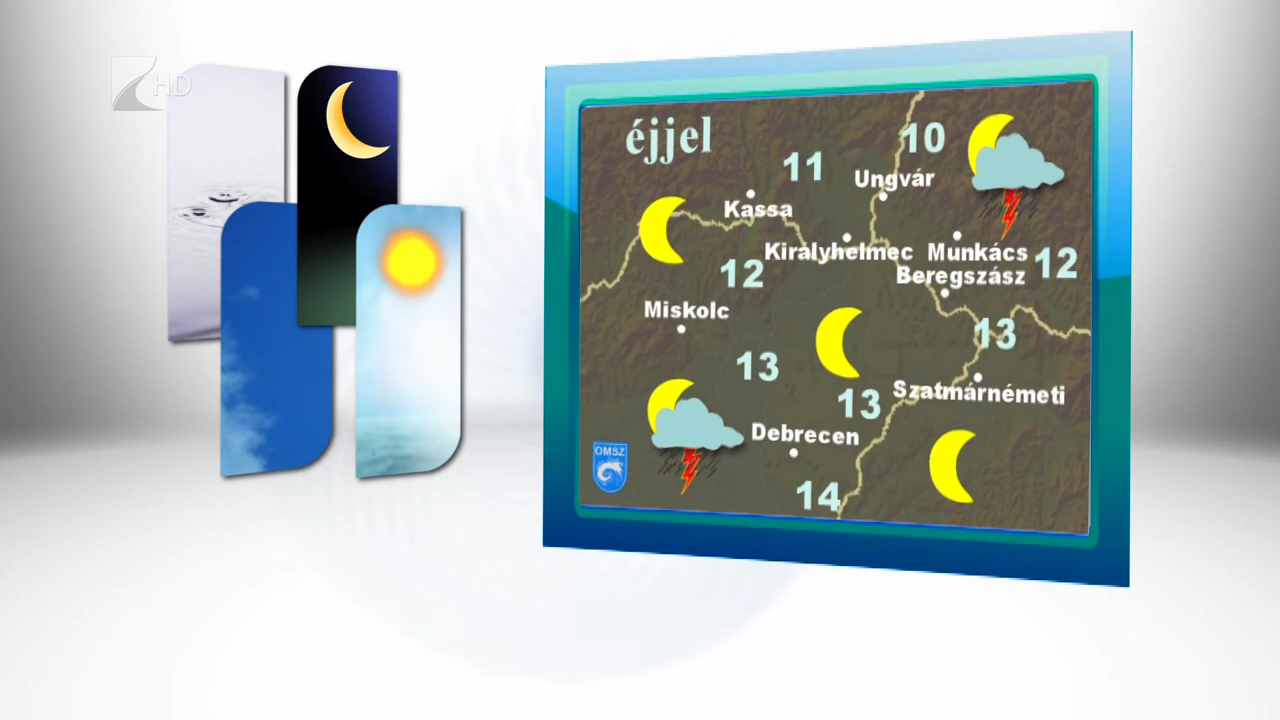 HD
éjjel
10
11
Ungvár
Kassa
Királyhelmec
Munkács
12
Beregszász
12
Miskolc
13
13
Szatmárnémeti
13
Debrecen
OMSZ
14